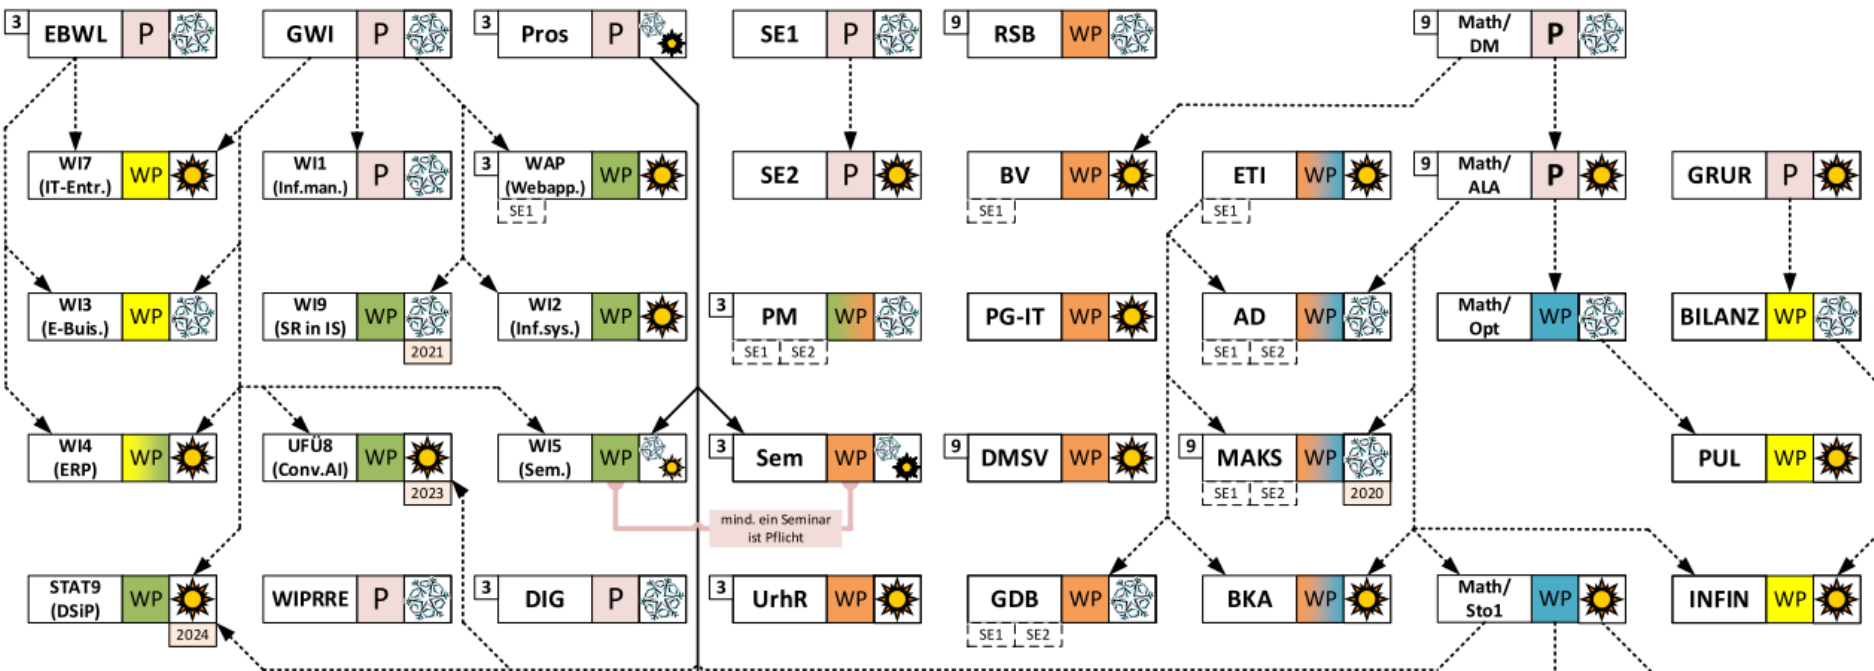 3 EBWL P
GWI P
3 Pros P
SE1 P
9 RSB WP
9 Math/
DM P
WI7
(IT-Entr.) WP
WI1
(Inf.man.) P
3 WAP
(Webapp.) WP
SE1
SE2 P
BV WP
SE1
ETI WP
SE1
9 Math/
ALA P
GRUR P
WI3
(E-Buis.) WP
WI9
(SR in IS) WP
2021
WI2
(Inf.sys.) WP
3 PM WP
SE1 SE2
PG-IT WP
AD WP
SE1 SE2
Math/
Opt WP
BILANZ WP
WI4
(ERP) WP
UFÜ8
(Conv.AI) WP
2023
WI5
(Sem.) WP
3 Sem WP
mind. ein Seminar
ist Pflicht
9 DMSV WP
9 MAKS WP
SE1 SE2 2020
PUL WP
STAT9
(DSiP) WP
2024
WIPRRE P
3 DIG P
3 UrhR WP
GDB WP
SE1 SE2
BKA WP
Math/
Sto1 WP
INFIN WP